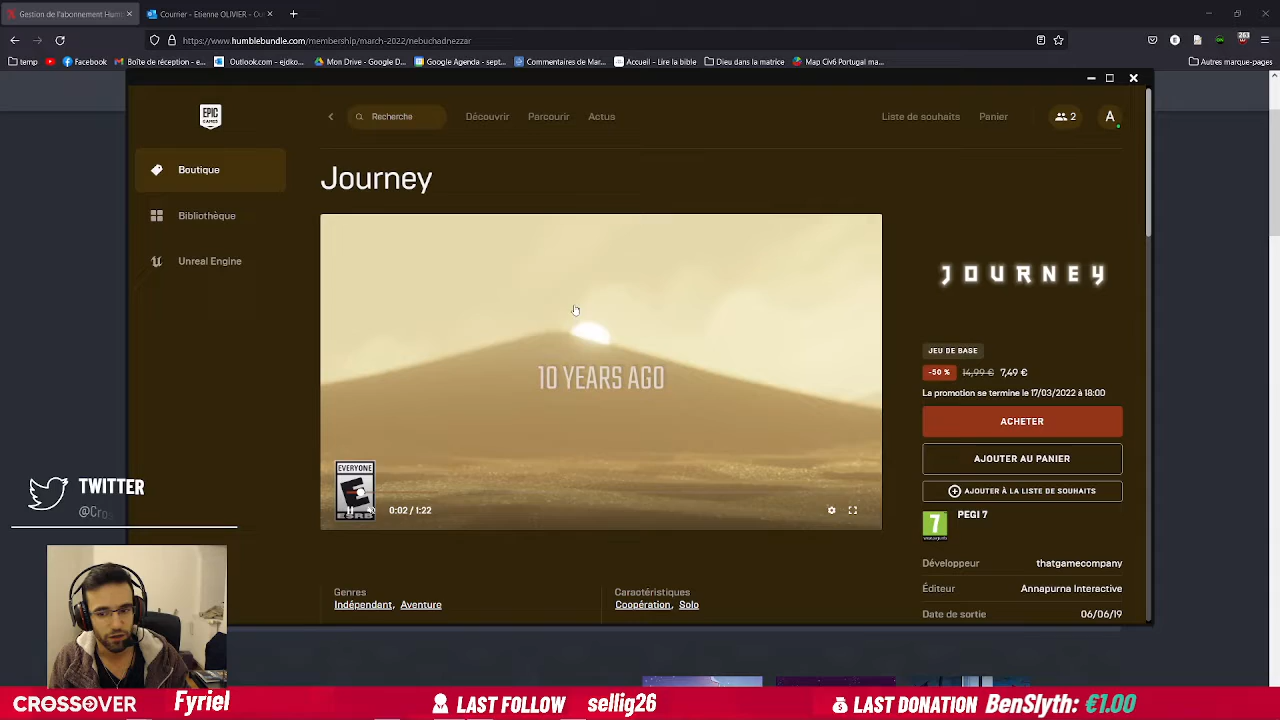 Gestion de l'abonnement Hum
Courrier - Etienne OLIVIER - Ou
https://www.humblebundle.com/membership/march-2022/nebuchadnezzar
263
temp
Facebook
Boîte de réception - e...
Outlook.com - ejdko...
Mon Drive - Google D...
Google Agenda - sept...
Commentaires de Mar...
Accueil - Lire la bible
Dieu dans la matrice
Map Civ6 Portugal ma...
Autres marque-pages
EPIC GAMES
Recherche
Découvrir
Parcourir
Actus
Liste de souhaits
Panier
2
A
Boutique
Bibliothèque
Unreal Engine
Journey
10 YEARS AGO
EVERYONE
E
ESRB
0:02 / 1:22
JOURNEY
JEU DE BASE
-50 % 14,99 € 7,49 €
La promotion se termine le 17/03/2022 à 18:00
ACHETER
AJOUTER AU PANIER
AJOUTER À LA LISTE DE SOUHAITS
7
PEGI 7
Développeur thatgamecompany
Éditeur Annapurna Interactive
Date de sortie 06/06/19
Genres
Indépendant, Aventure
Caractéristiques
Coopération, Solo
TWITTER
@Cros
CROSSOVER
Fyriel
LAST FOLLOW sellig26
LAST DONATION BenSlyth: €1.00